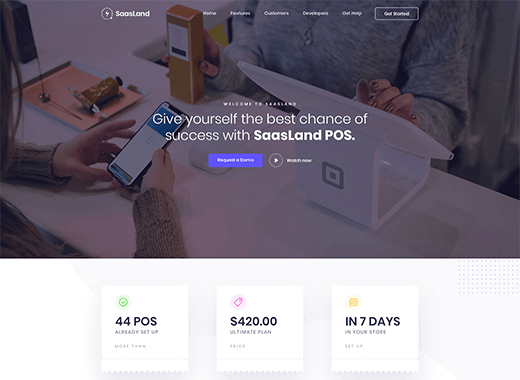 SaasLand
Home Features Customers Developers Get Help Get Started
WELCOME TO SAASLAND
Give yourself the best chance of
success with SaasLand POS.
Request a Demo Watch now
44 POS
ALREADY SET UP
MORE THAN
$420.00
ULTIMATE PLAN
PRICE
IN 7 DAYS
IN YOUR STORE
SET UP